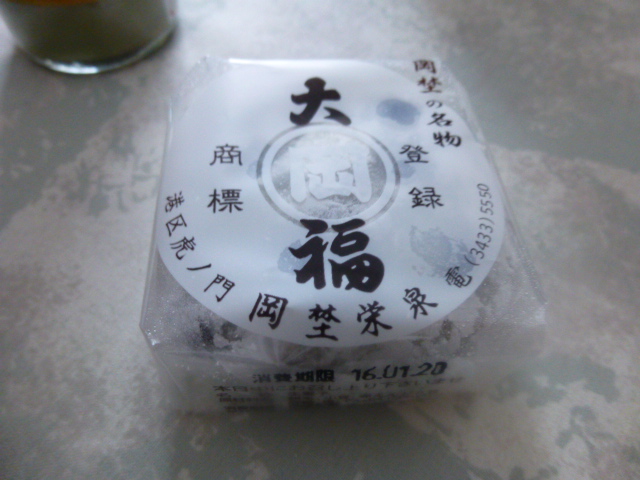 岡埜の名物
大福
岡
登録
商標
港区虎ノ門
岡埜栄泉
電(3433)5550
消費期限 16.01.20